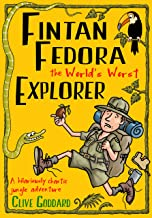 FINTAN
FEDORA
the World's Worst
EXPLORER
A hilariously chaotic
jungle adventure
CLIVE GODDARD